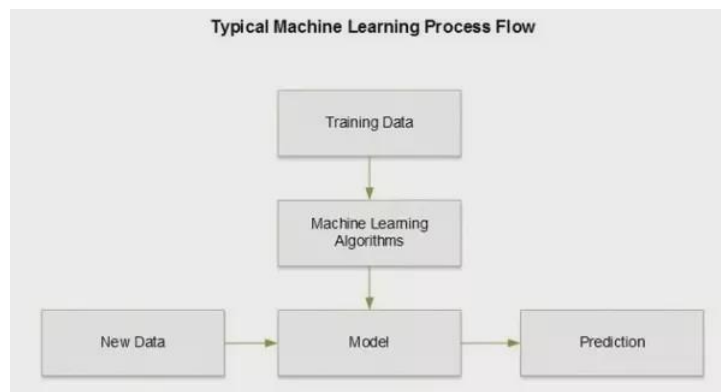 Typical Machine Learning Process Flow
Training Data
Machine Learning
Algorithms
New Data
Model
Prediction